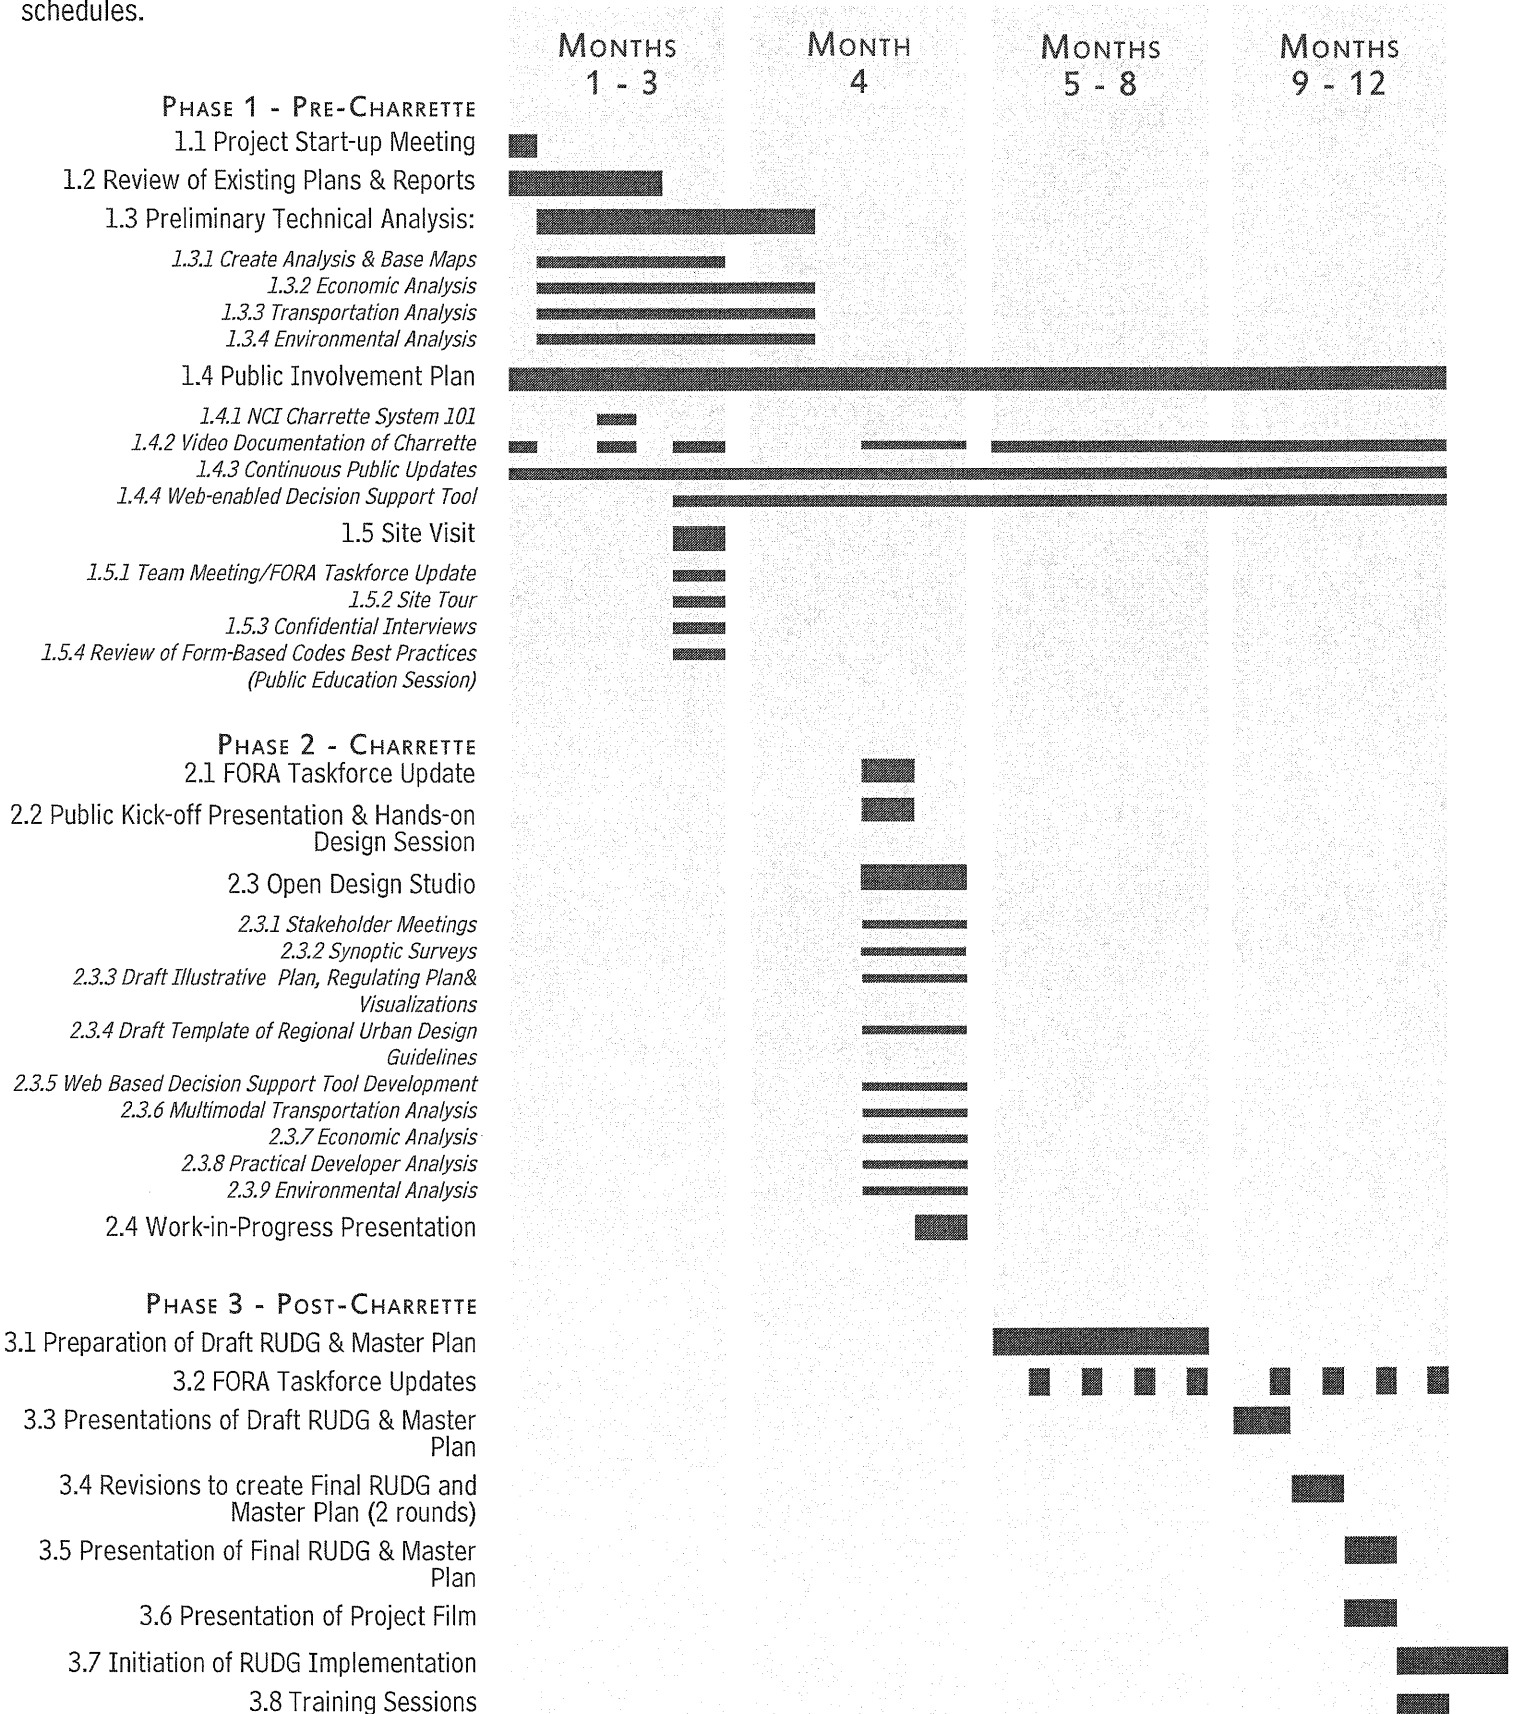 schedules.
MONTHS
1 - 3
MONTH
4
MONTHS
5 - 8
MONTHS
9 - 12
PHASE 1 - PRE-CHARRETTE
1.1 Project Start-up Meeting
1.2 Review of Existing Plans & Reports
1.3 Preliminary Technical Analysis:
1.3.1 Create Analysis & Base Maps
1.3.2 Economic Analysis
1.3.3 Transportation Analysis
1.3.4 Environmental Analysis
1.4 Public Involvement Plan
1.4.1 NCI Charrette System 101
1.4.2 Video Documentation of Charrette
1.4.3 Continuous Public Updates
1.4.4 Web-enabled Decision Support Tool
1.5 Site Visit
1.5.1 Team Meeting/FORA Taskforce Update
1.5.2 Site Tour
1.5.3 Confidential Interviews
1.5.4 Review of Form-Based Codes Best Practices
(Public Education Session)
PHASE 2 - CHARRETTE
2.1 FORA Taskforce Update
2.2 Public Kick-off Presentation & Hands-on
Design Session
2.3 Open Design Studio
2.3.1 Stakeholder Meetings
2.3.2 Synoptic Surveys
2.3.3 Draft Illustrative Plan, Regulating Plan&
Visualizations
2.3.4 Draft Template of Regional Urban Design
Guidelines
2.3.5 Web Based Decision Support Tool Development
2.3.6 Multimodal Transportation Analysis
2.3.7 Economic Analysis
2.3.8 Practical Developer Analysis
2.3.9 Environmental Analysis
2.4 Work-in-Progress Presentation
PHASE 3 - POST-CHARRETTE
3.1 Preparation of Draft RUDG & Master Plan
3.2 FORA Taskforce Updates
3.3 Presentations of Draft RUDG & Master
Plan
3.4 Revisions to create Final RUDG and
Master Plan (2 rounds)
3.5 Presentation of Final RUDG & Master
Plan
3.6 Presentation of Project Film
3.7 Initiation of RUDG Implementation
3.8 Training Sessions